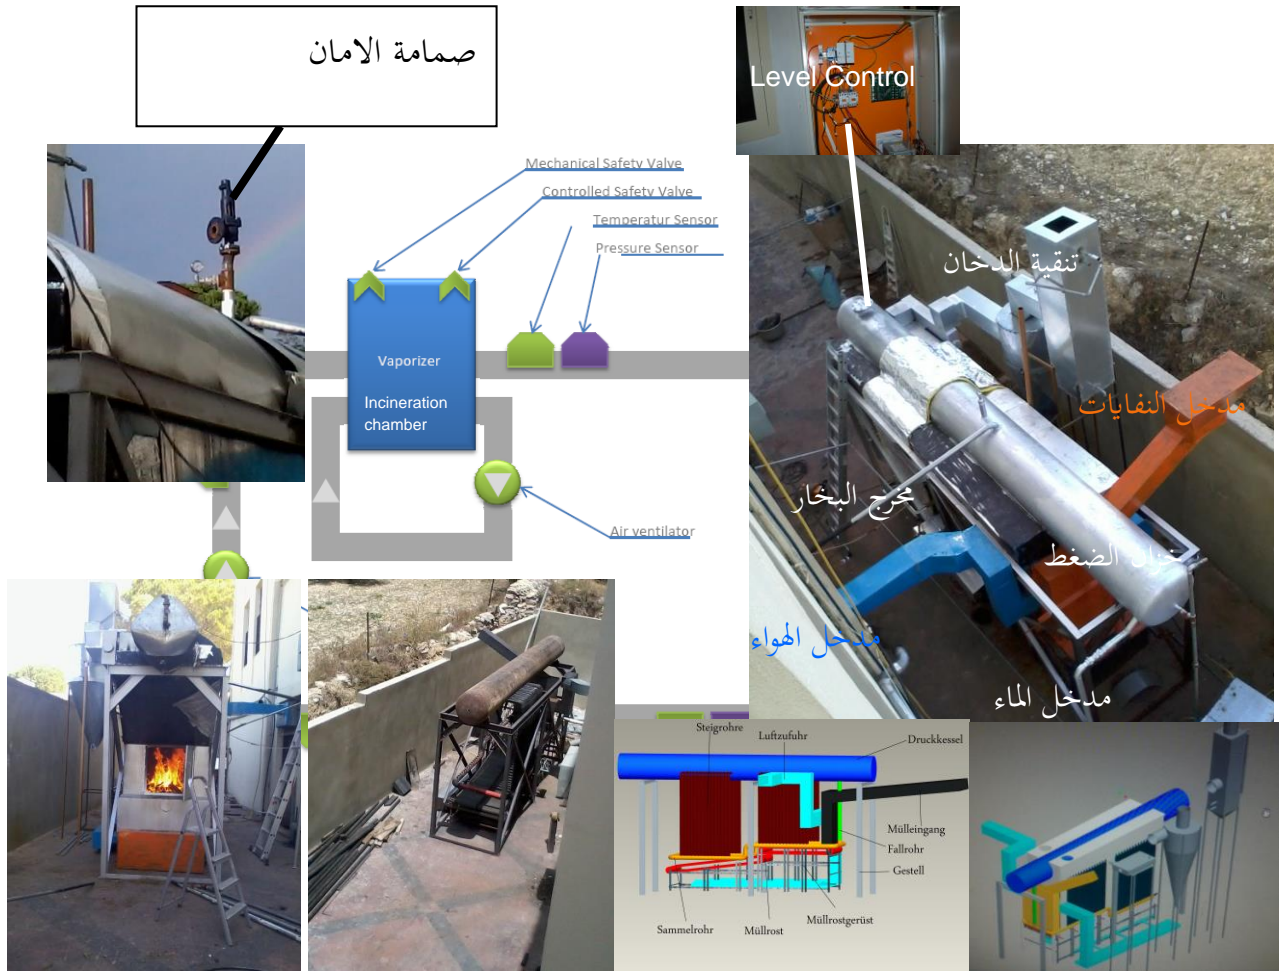 صمامة الامان
Level Control
Mechanical Safety Valve
Controlled Safety Valve
Temperatur Sensor
Pressure Sensor
Vaporizer
Incineration
chamber
Air ventilator
تنقية الدخان
مدخل النفايات
مخرج البخار
خزان الضغط
مدخل الهواء
مدخل الماء
Steigrohre
Luftzufuhr
Druckkessel
Mülleingang
Fallrohr
Gestell
Müllrostgerüst
Müllrost
Sammelrohr